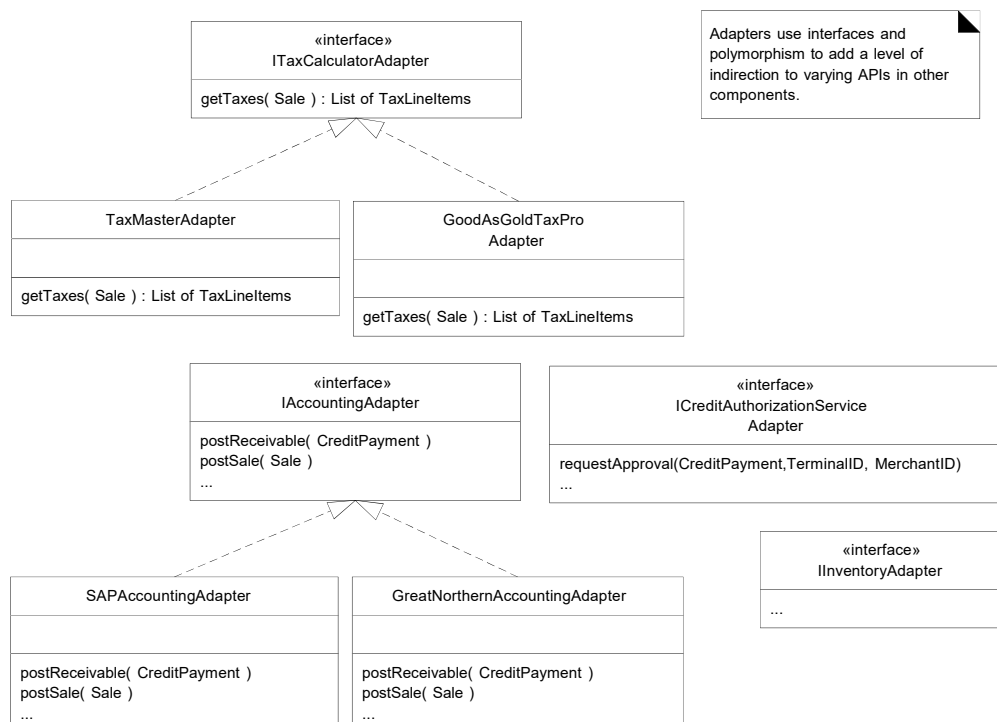 «interface»
ITaxCalculatorAdapter
getTaxes( Sale ) : List of TaxLineItems
Adapters use interfaces and
polymorphism to add a level of
indirection to varying APIs in other
components.
TaxMasterAdapter
getTaxes( Sale ) : List of TaxLineItems
GoodAsGoldTaxPro
Adapter
getTaxes( Sale ) : List of TaxLineItems
«interface»
IAccountingAdapter
postReceivable( CreditPayment )
postSale( Sale )
...
«interface»
ICreditAuthorizationService
Adapter
requestApproval(CreditPayment,TerminalID, MerchantID)
...
«interface»
IInventoryAdapter
...
SAPAccountingAdapter
postReceivable( CreditPayment )
postSale( Sale )
...
GreatNorthernAccountingAdapter
postReceivable( CreditPayment )
postSale( Sale )
...